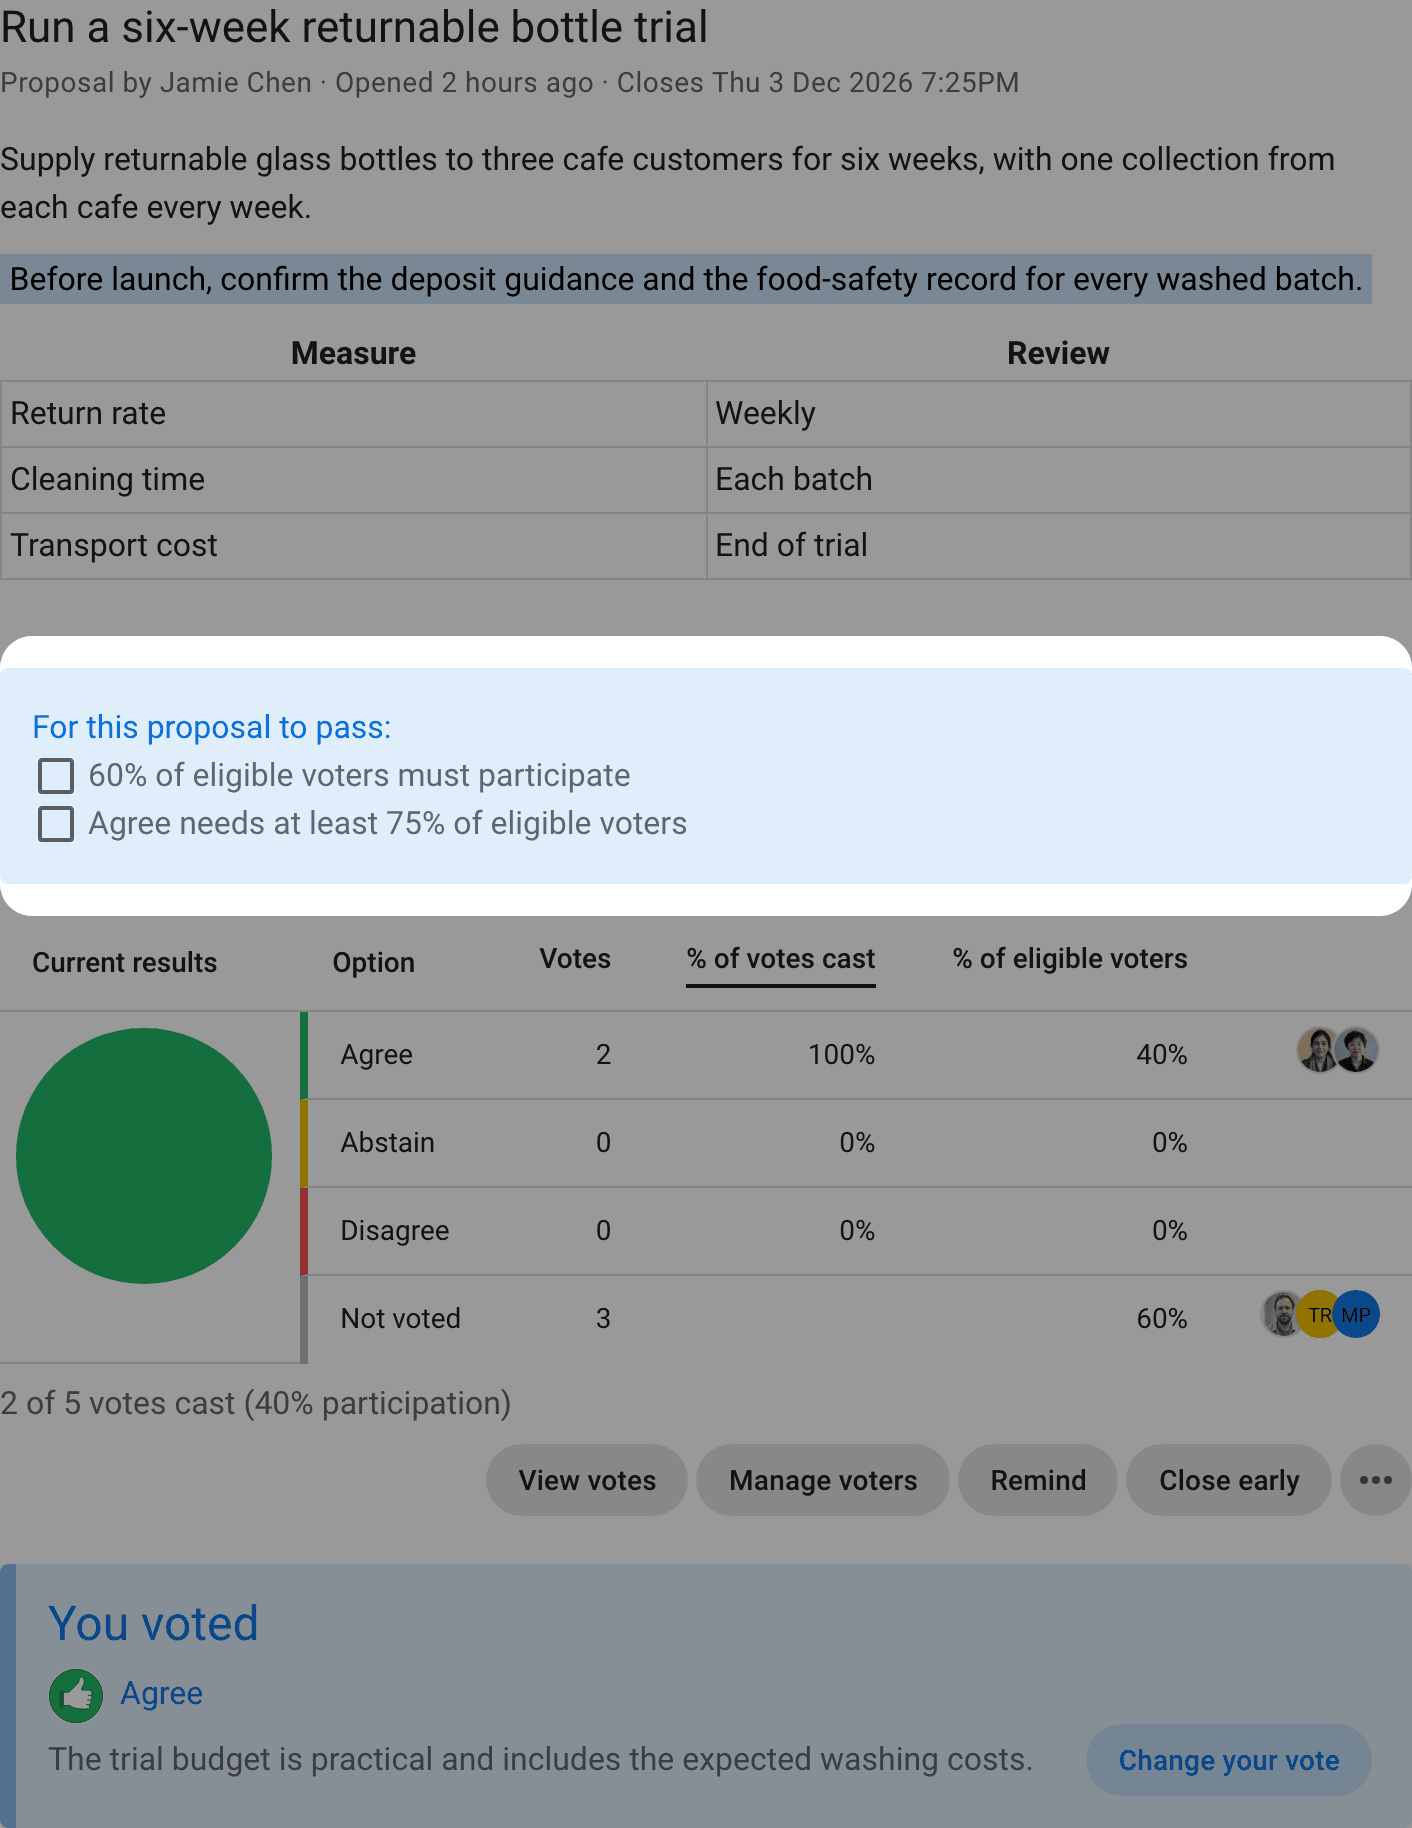 Run a six-week returnable bottle trial
Proposal by Jamie Chen · Opened 2 hours ago · Closes Thu 3 Dec 2026 7:25PM
Supply returnable glass bottles to three cafe customers for six weeks, with one collection from
each cafe every week.
Before launch, confirm the deposit guidance and the food-safety record for every washed batch.
Measure Review
Return rate Weekly
Cleaning time Each batch
Transport cost End of trial
For this proposal to pass:
60% of eligible voters must participate
Agree needs at least 75% of eligible voters
Current results Option Votes % of votes cast % of eligible voters
Agree 2 100% 40%
Abstain 0 0% 0%
Disagree 0 0% 0%
Not voted 3 60% TR MP
2 of 5 votes cast (40% participation)
View votes Manage voters Remind Close early
You voted
Agree
The trial budget is practical and includes the expected washing costs. Change your vote